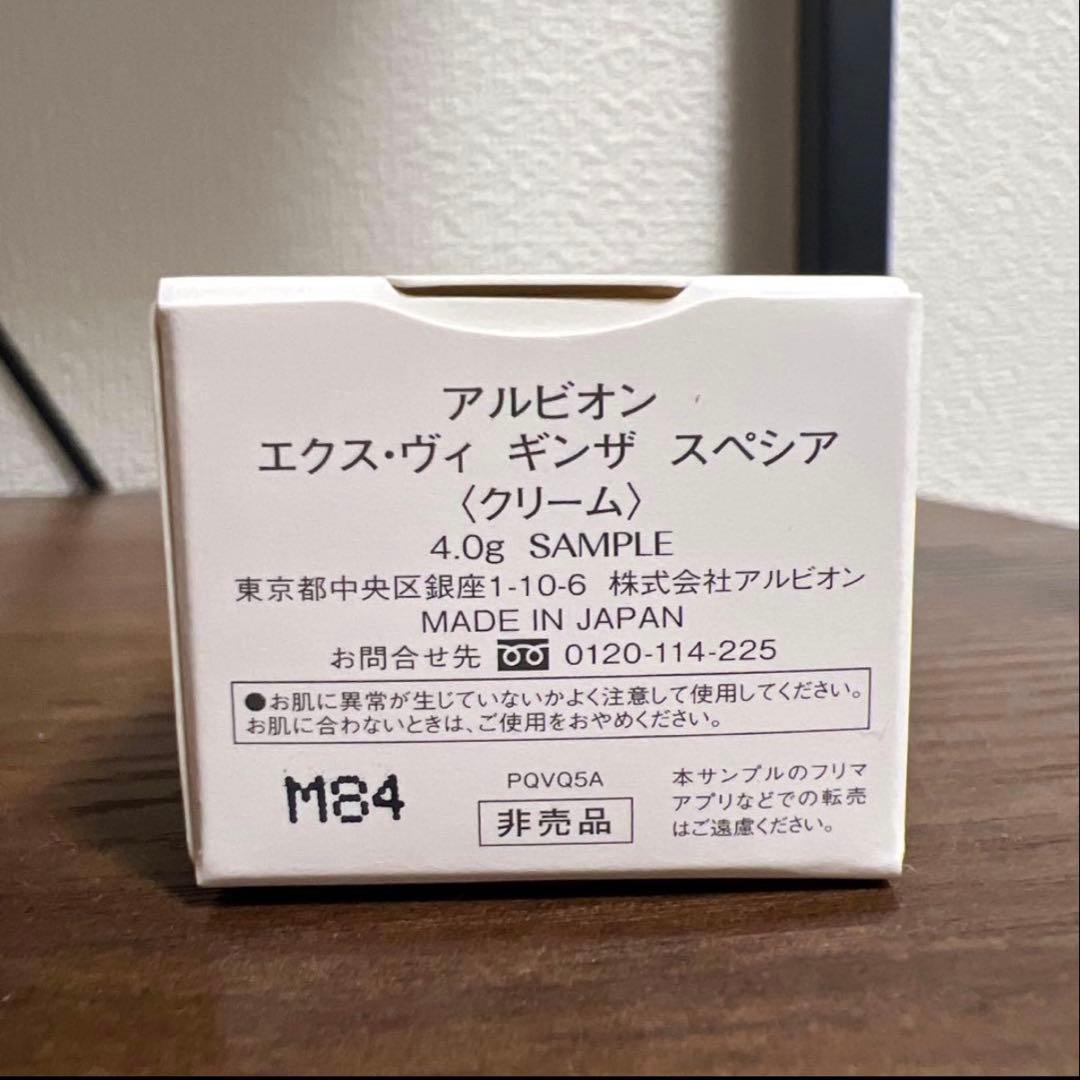 アルビオン
エクス・ヴィ ギンザ スペシア
〈クリーム〉
4.0g SAMPLE
東京都中央区銀座1-10-6 株式会社アルビオン
MADE IN JAPAN
お問合せ先 0120-114-225
●お肌に異常が生じていないかよく注意して使用してください。
お肌に合わないときは、ご使用をおやめください。
M84
PQVQ5A
非売品
本サンプルのフリマ
アプリなどでの転売
はご遠慮ください。